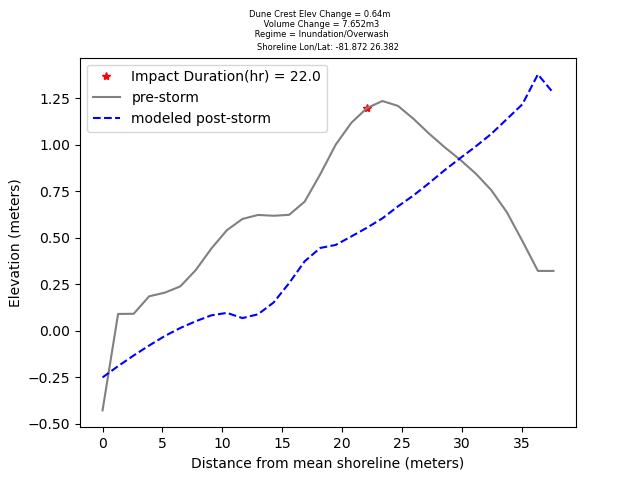 Dune Crest Elev Change = 0.64m
Volume Change = 7.652m3
Regime = Inundation/Overwash
Shoreline Lon/Lat: -81.872 26.382
Impact Duration(hr) = 22.0
pre-storm
modeled post-storm
1.25
1.00
0.75
0.50
0.25
0.00
−0.25
−0.50
Elevation (meters)
0 5 10 15 20 25 30 35
Distance from mean shoreline (meters)